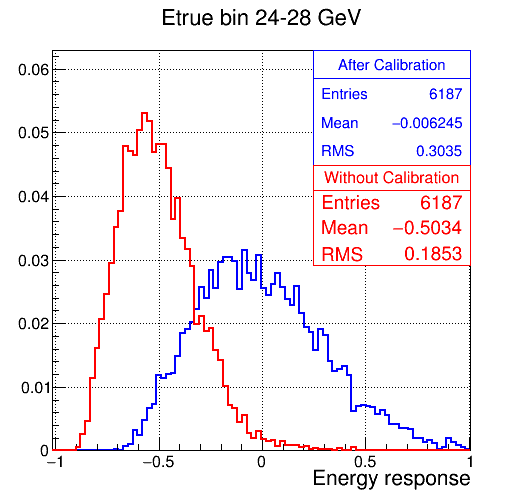 Etrue bin 24-28 GeV
After Calibration
Entries 6187
Mean −0.006245
RMS 0.3035
Without Calibration
Entries 6187
Mean −0.5034
RMS 0.1853
0.06
0.05
0.04
0.03
0.02
0.01
0
−1 −0.5 0 0.5 1
Energy response